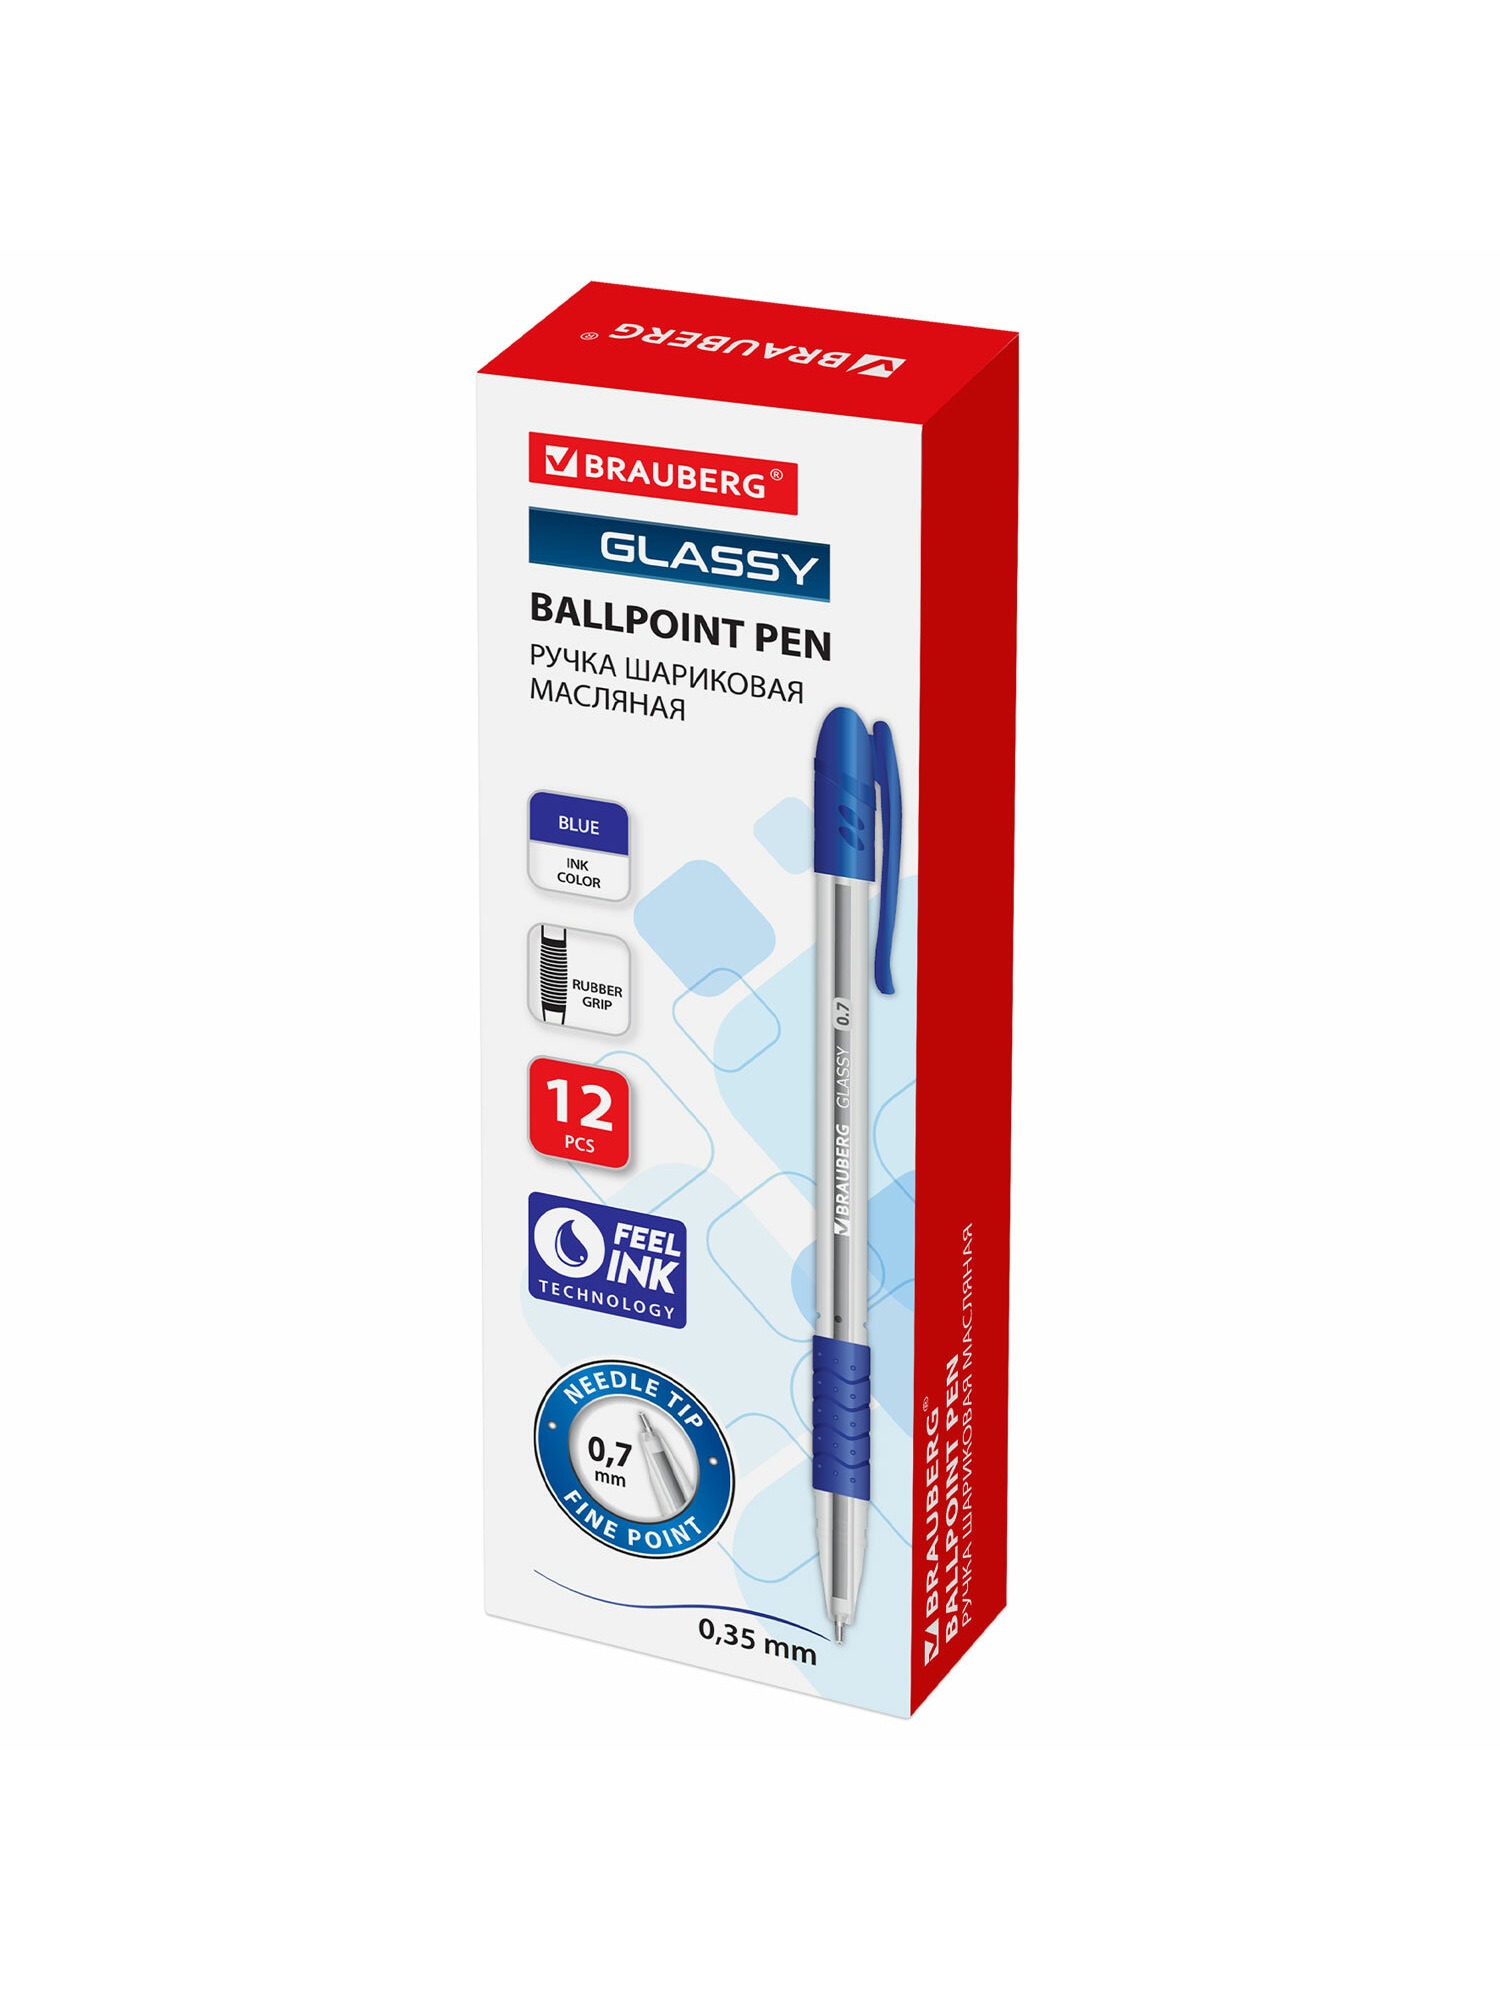 BRAUBERG®
BRAUBERG®
GLASSY
BALLPOINT PEN
РУЧКА ШАРИКОВАЯ
МАСЛЯНАЯ
BLUE
INK
COLOR
RUBBER
GRIP
12
PCS
FEEL
INK
TECHNOLOGY
NEEDLE TIP
0,7
mm
FINE POINT
0,35 mm
BRAUBERG GLASSY 0.7
BRAUBERG®
BALLPOINT PEN
РУЧКА ШАРИКОВАЯ МАСЛЯНАЯ